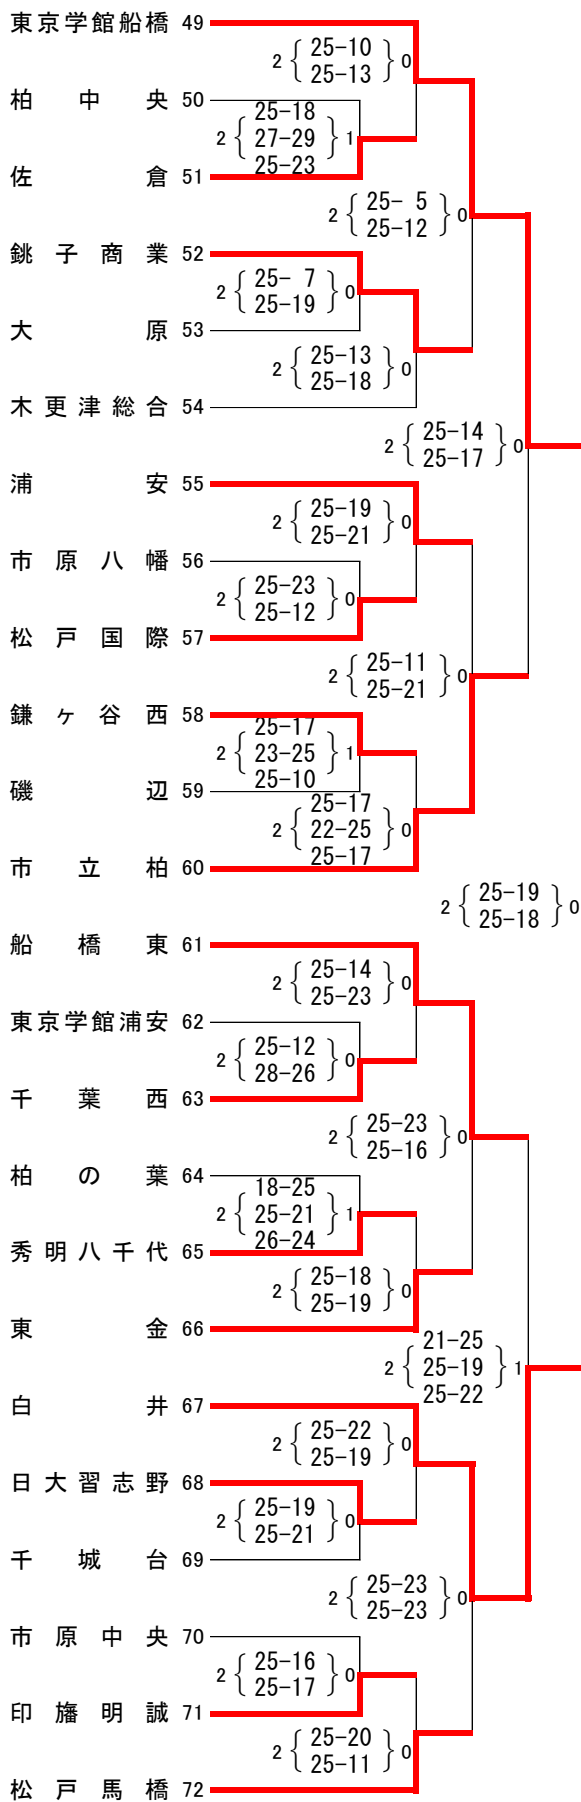 東京学館船橋 49
2 { 25-10 } 0
25-13
柏中央 50
2 { 25-18 } 1
27-29
25-23
佐倉 51
2 { 25- 5 } 0
25-12
銚子商業 52
2 { 25- 7 } 0
25-19
大原 53
2 { 25-13 } 0
25-18
木更津総合 54
2 { 25-14 } 0
25-17
浦安 55
2 { 25-19 } 0
25-21
市原八幡 56
2 { 25-23 } 0
25-12
松戸国際 57
2 { 25-11 } 0
25-21
鎌ヶ谷西 58
2 { 25-17 } 1
23-25
25-10
磯辺 59
2 { 25-17 } 0
22-25
25-17
市立柏 60
2 { 25-19 } 0
25-18
船橋東 61
2 { 25-14 } 0
25-23
東京学館浦安 62
2 { 25-12 } 0
28-26
千葉西 63
2 { 25-23 } 0
25-16
柏の葉 64
2 { 18-25 } 1
25-21
26-24
秀明八千代 65
2 { 25-18 } 0
25-19
東金 66
2 { 21-25 } 1
25-19
25-22
白井 67
2 { 25-22 } 0
25-19
日大習志野 68
2 { 25-19 } 0
25-21
千城台 69
2 { 25-23 } 0
25-23
市原中央 70
2 { 25-16 } 0
25-17
印旛明誠 71
2 { 25-20 } 0
25-11
松戸馬橋 72